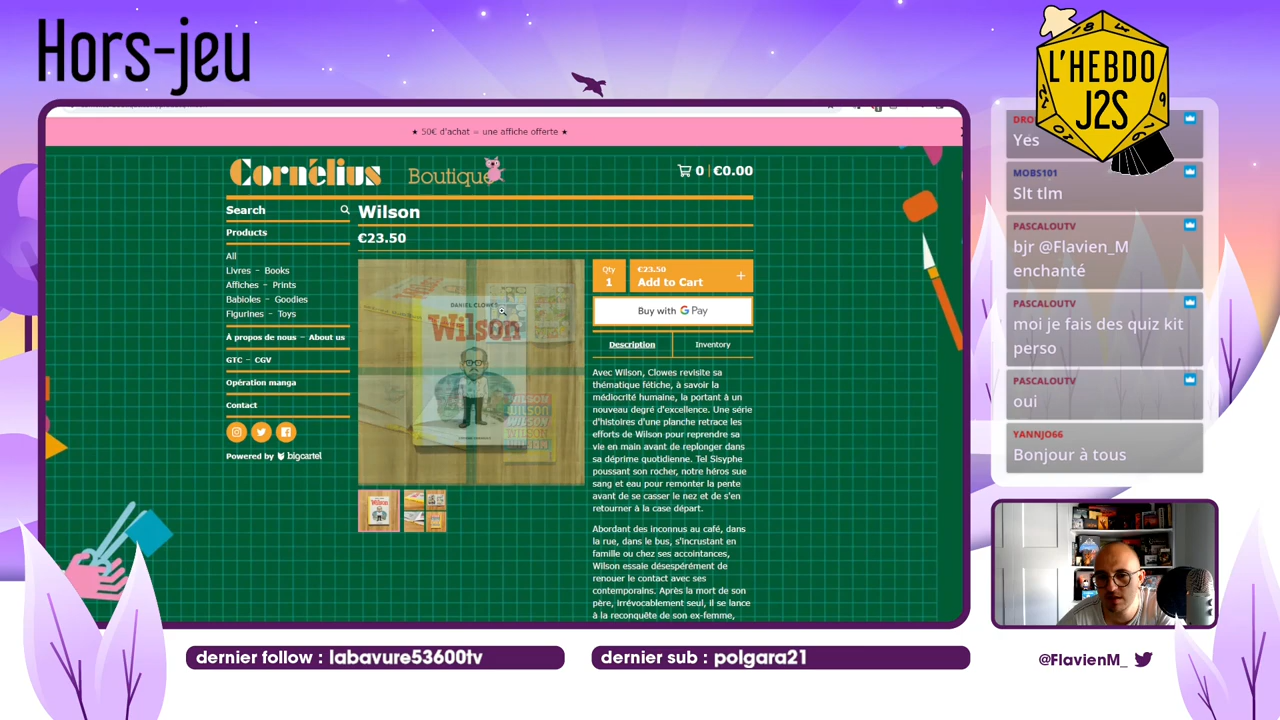 Hors-jeu
L'HEBDO
J2S
★ 50€ d'achat = une affiche offerte ★
Cornélius
Boutique
0 | €0.00
Search
Products
All
Livres - Books
Affiches - Prints
Babioles - Goodies
Figurines - Toys
À propos de nous - About us
GTC - CGV
Opération manga
Contact
Powered by bigcartel
Wilson
€23.50
DANIEL CLOWES
Wilson
WILSON
WILSON
WILSON
WILSON
WILSON
Qty
1
€23.50
Add to Cart
+
Buy with G Pay
Description
Inventory
Avec Wilson, Clowes revisite sa
thématique fétiche, à savoir la
médiocrité humaine, la portant à un
nouveau degré d'excellence. Une série
d'histoires d'une planche retrace les
efforts de Wilson pour reprendre sa
vie en main avant de replonger dans
sa déprime quotidienne. Tel Sisyphe
poussant son rocher, notre héros sue
sang et eau pour remonter la pente
avant de se casser le nez et de s'en
retourner à la case départ.
Abordant des inconnus au café, dans
la rue, dans le bus, s'incrustant en
famille ou chez ses accointances,
Wilson essaie désespérément de
renouer le contact avec ses
contemporains. Après la mort de son
père, irrévocablement seul, il se lance
à la reconquête de son ex-femme,
Yes
MOBS101
Slt tlm
PASCALOUTV
bjr @Flavien_M
enchanté
PASCALOUTV
moi je fais des quiz kit
perso
PASCALOUTV
oui
YANNJO66
Bonjour à tous
dernier follow : labavure53600tv
dernier sub : polgara21
@FlavienM_